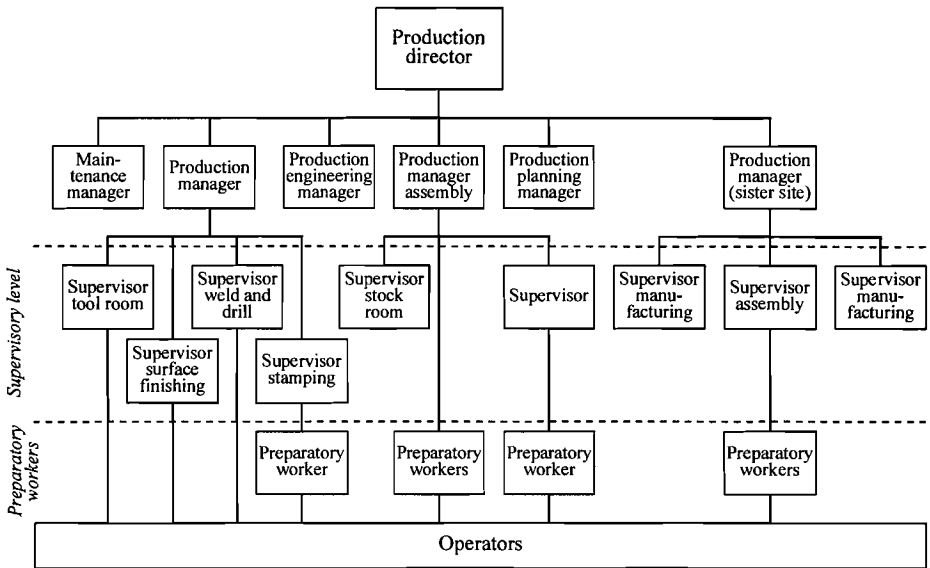 Production
director
Main-
tenance
manager
Production
manager
Production
engineering
manager
Production
manager
assembly
Production
planning
manager
Production
manager
(sister site)
Supervisory level
Supervisor
tool room
Supervisor
weld and
drill
Supervisor
stock
room
Supervisor
Supervisor
manu-
facturing
Supervisor
assembly
Supervisor
manu-
facturing
Supervisor
surface
finishing
Supervisor
stamping
Preparatory
workers
Preparatory
worker
Preparatory
workers
Preparatory
worker
Preparatory
workers
Operators